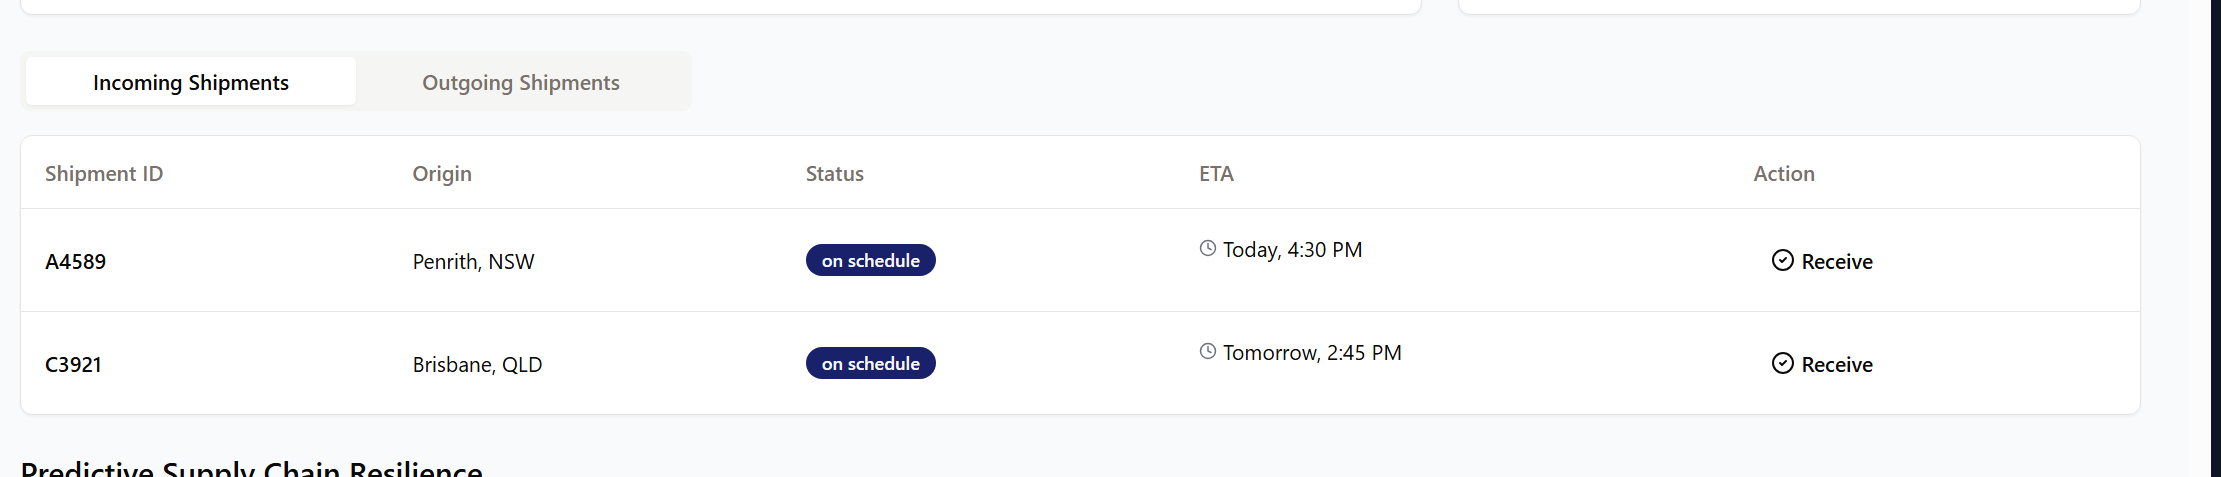 Incoming Shipments Outgoing Shipments
Shipment ID Origin Status ETA Action
A4589 Penrith, NSW on schedule Today, 4:30 PM Receive
C3921 Brisbane, QLD on schedule Tomorrow, 2:45 PM Receive
Predictive Supply Chain Resilience